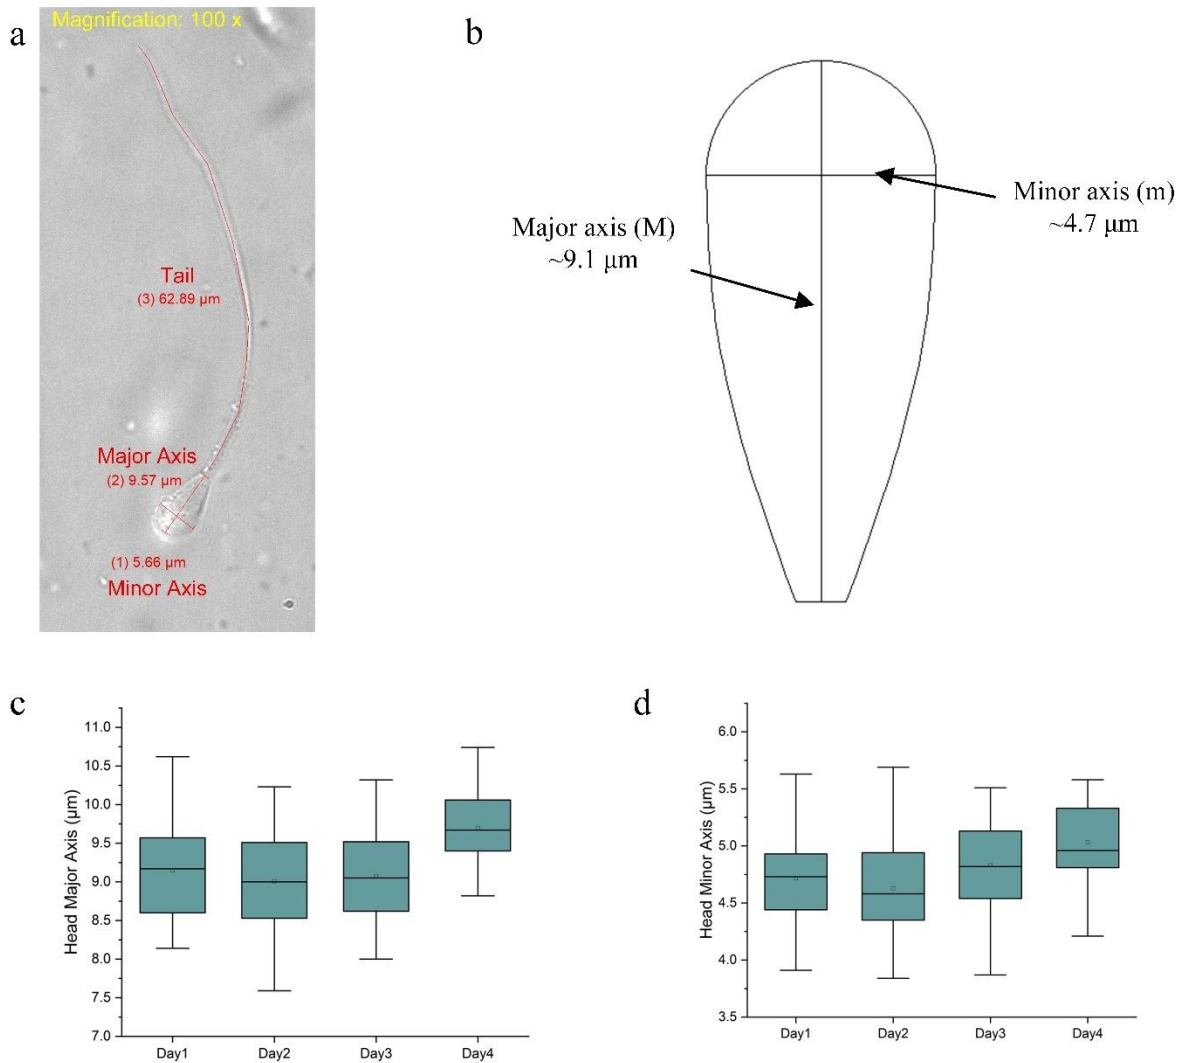 a
Magnification: 100 x
Tail
(3) 62.89 μm
Major Axis
(2) 9.57 μm
(1) 5.66 μm
Minor Axis
b
Major axis (M)
~9.1 μm
Minor axis (m)
~4.7 μm
c
Head Major Axis (μm)
11.0
10.5
10.0
9.5
9.0
8.5
8.0
7.5
7.0
Day1 Day2 Day3 Day4
d
Head Minor Axis (μm)
6.0
5.5
5.0
4.5
4.0
3.5
Day1 Day2 Day3 Day4